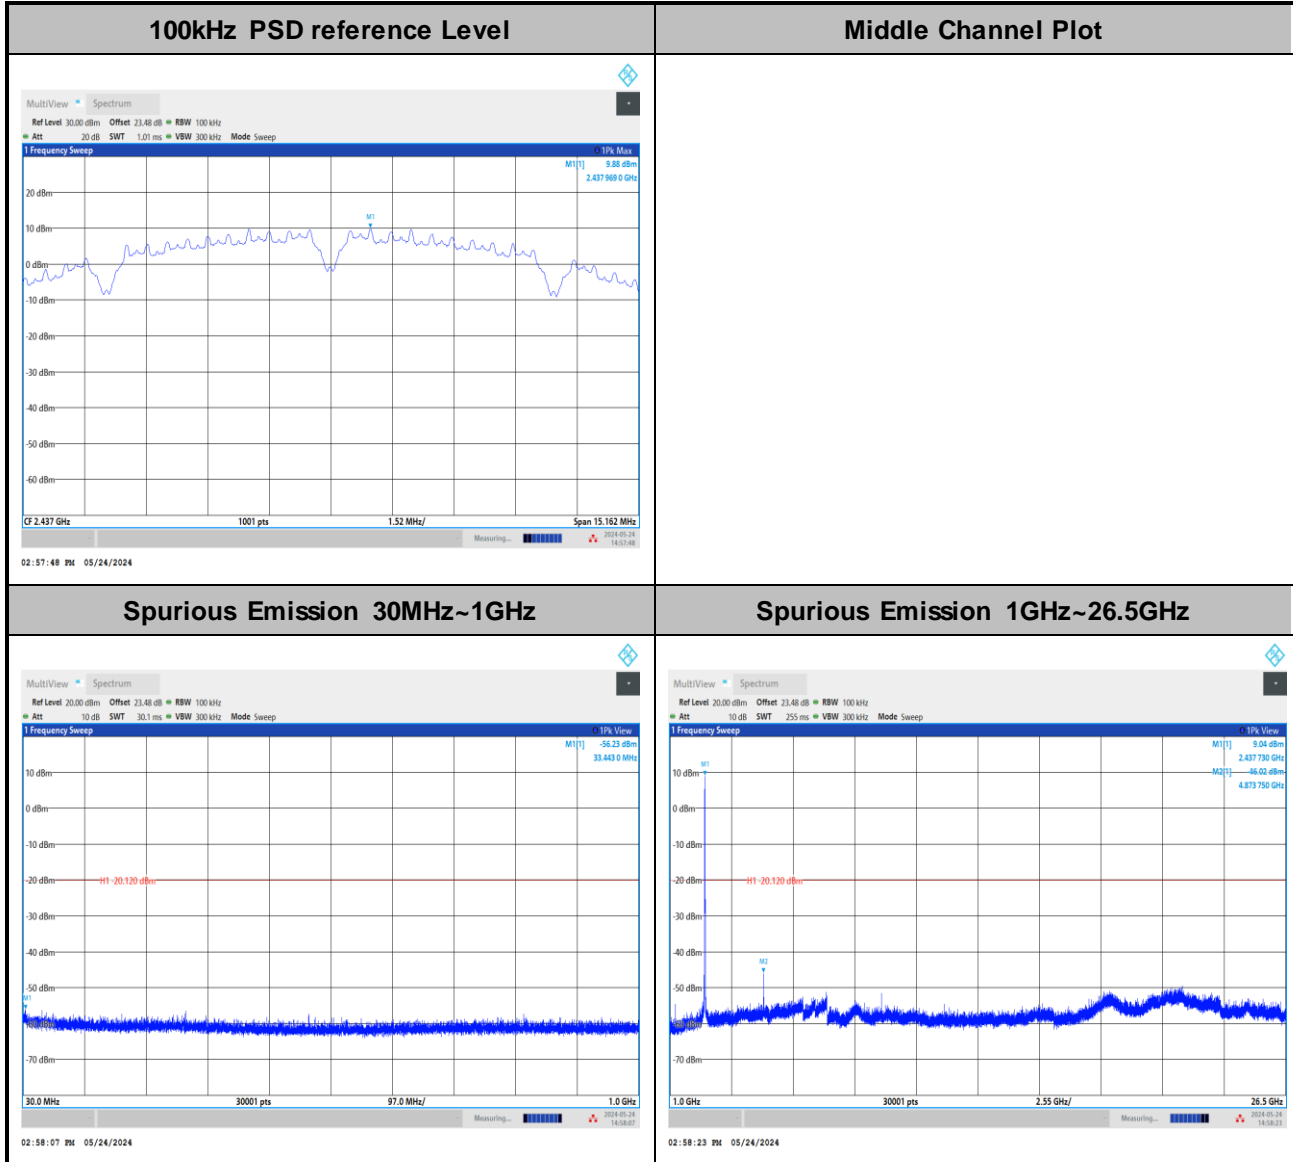 100kHz PSD reference Level
Middle Channel Plot
MultiView Spectrum
Ref Level 30.00 dBm Offset 23.48 dB RBW 100 kHz
Att 20 dB SWT 1.01 ms VBW 300 kHz Mode Sweep
1 Frequency Sweep 1Pk Max
M1[1] 9.88 dBm
2.437 969 0 GHz
M1
20 dBm
10 dBm
0 dBm
-10 dBm
-20 dBm
-30 dBm
-40 dBm
-50 dBm
-60 dBm
CF 2.437 GHz 1001 pts 1.52 MHz/ Span 15.162 MHz
Measuring... 2024-05-24
14:57:48
02:57:48 PM 05/24/2024
Spurious Emission 30MHz~1GHz
Spurious Emission 1GHz~26.5GHz
MultiView Spectrum
Ref Level 20.00 dBm Offset 23.48 dB RBW 100 kHz
Att 10 dB SWT 30.1 ms VBW 300 kHz Mode Sweep
1 Frequency Sweep 1Pk View
M1[1] -56.23 dBm
33.443 0 MHz
10 dBm
0 dBm
-10 dBm
-20 dBm
H1 -20.120 dBm
-30 dBm
-40 dBm
-50 dBm
M1
-60 dBm
-70 dBm
30.0 MHz 30001 pts 97.0 MHz/ 1.0 GHz
Measuring... 2024-05-24
14:58:07
02:58:07 PM 05/24/2024
MultiView Spectrum
Ref Level 20.00 dBm Offset 23.48 dB RBW 100 kHz
Att 10 dB SWT 255 ms VBW 300 kHz Mode Sweep
1 Frequency Sweep 1Pk View
M1[1] 9.04 dBm
2.437 730 GHz
M2[1] -46.02 dBm
4.873 750 GHz
M1
10 dBm
0 dBm
-10 dBm
-20 dBm
H1 -20.120 dBm
-30 dBm
-40 dBm
M2
-50 dBm
-60 dBm
-70 dBm
1.0 GHz 30001 pts 2.55 GHz/ 26.5 GHz
Measuring... 2024-05-24
14:58:23
02:58:23 PM 05/24/2024